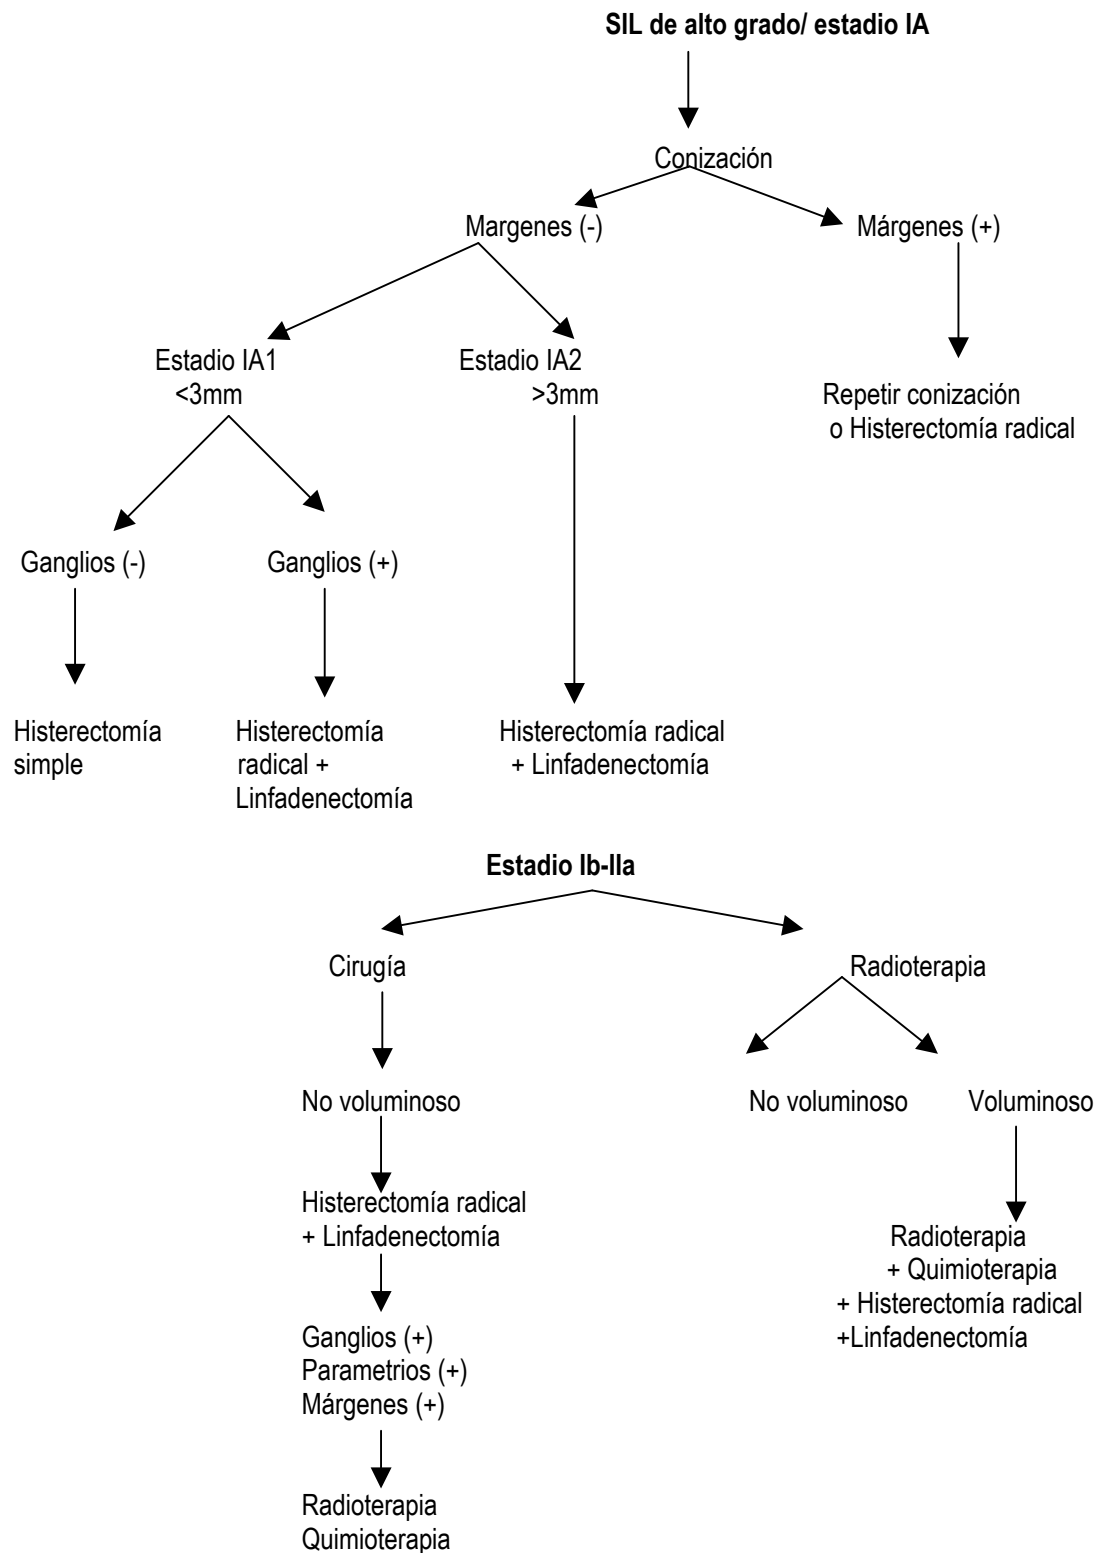 SIL de alto grado/ estadio IA
Conización
Margenes (-)
Márgenes (+)
Estadio IA1
<3mm
Estadio IA2
>3mm
Repetir conización
o Histerectomía radical
Ganglios (-)
Ganglios (+)
Histerectomía
simple
Histerectomía
radical +
Linfadenectomía
Histerectomía radical
+ Linfadenectomía
Estadio Ib-IIa
Cirugía
Radioterapia
No voluminoso
No voluminoso
Voluminoso
Histerectomía radical
+ Linfadenectomía
Radioterapia
+ Quimioterapia
+ Histerectomía radical
+Linfadenectomía
Ganglios (+)
Parametrios (+)
Márgenes (+)
Radioterapia
Quimioterapia